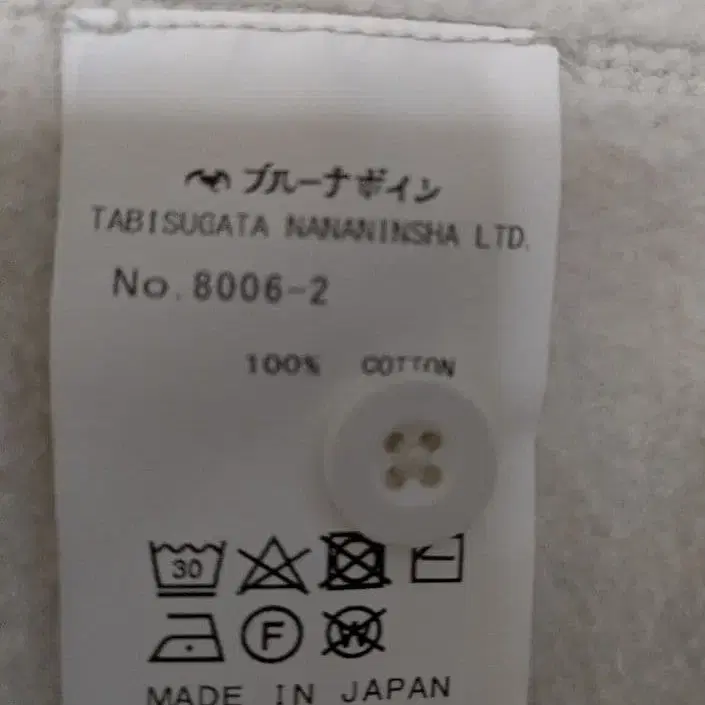 ブルーナボイン
TABISUGATA NANANINSHA LTD.
No.8006-2
100% COTTON
30
F W
MADE IN JAPAN